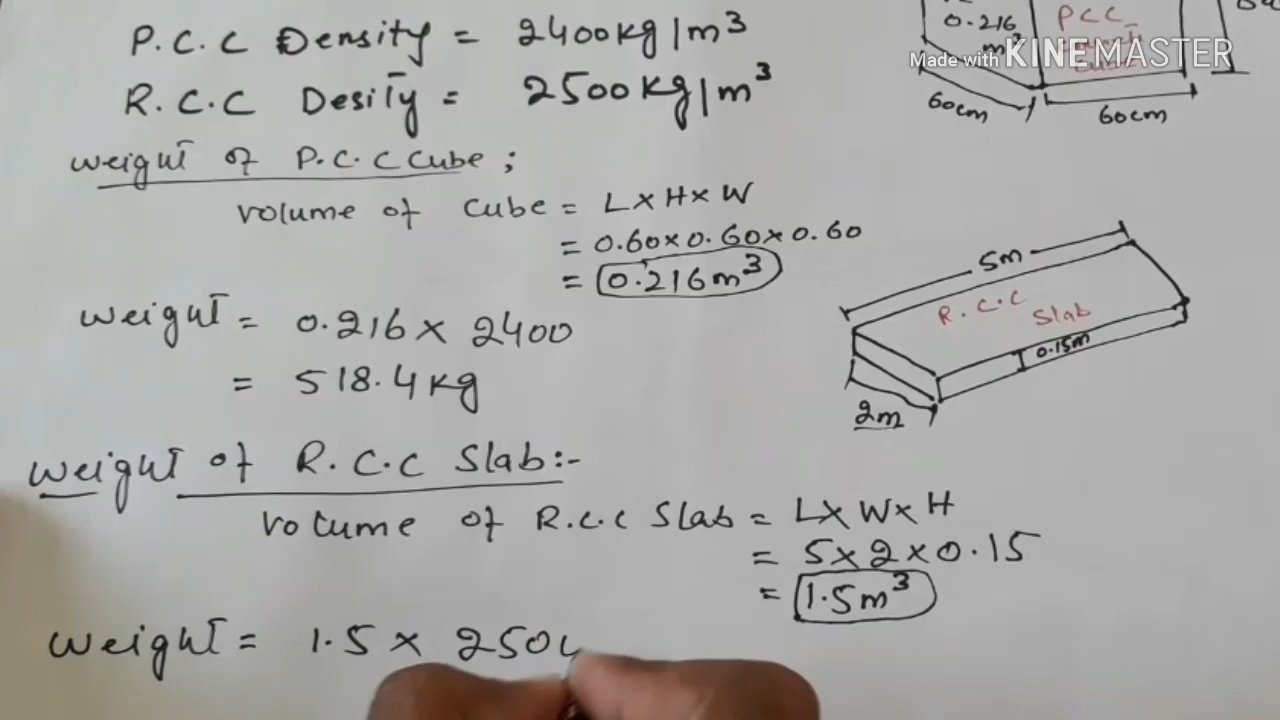 P.C.C Density = 2400kg/m³
R.C.C Desity = 2500kg/m³
weight of P.C.C Cube;
volume of cube = L×H×W
= 0.60×0.60×0.60
= 0.216m³
weight = 0.216 × 2400
= 518.4kg
weight of R.C.C Slab:-
volume of R.C.C Slab = L×W×H
= 5×2×0.15
= 1.5m³
weight = 1.5 × 250
0.216
m³
PCC
60cm
60cm
Made with KINEMASTER
5m
R.C.C
Slab
0.15m
2m